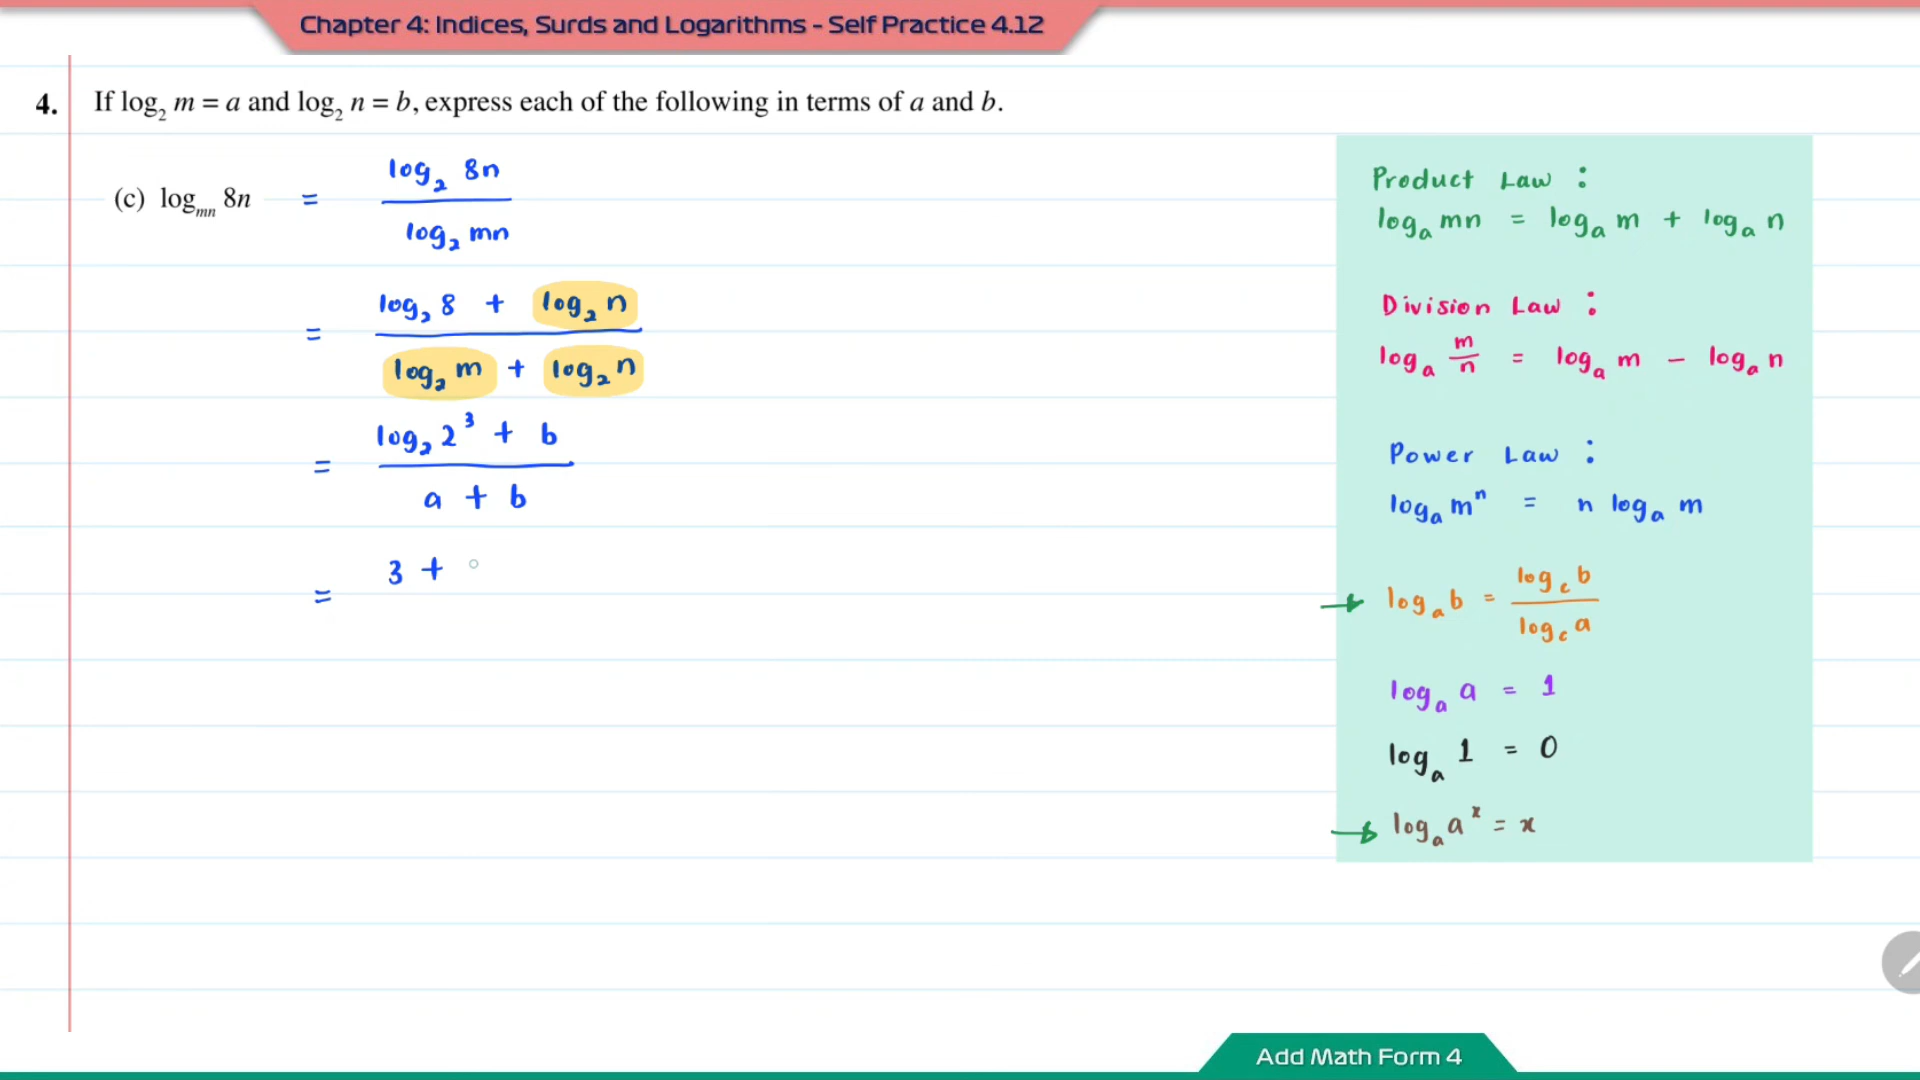 Chapter 4: Indices, Surds and Logarithms - Self Practice 4.12
4. If log₂ m = a and log₂ n = b, express each of the following in terms of a and b.
(c) logₘₙ 8n = log₂ 8n / log₂ mn
= log₂ 8 + log₂ n / log₂ m + log₂ n
= log₂ 2³ + b / a + b
= 3 +
Product Law :
logₐ mn = logₐ m + logₐ n
Division Law :
logₐ m/n = logₐ m − logₐ n
Power Law :
logₐ mⁿ = n logₐ m
→ logₐ b = log_c b / log_c a
logₐ a = 1
logₐ 1 = 0
→ logₐ aˣ = x
Add Math Form 4